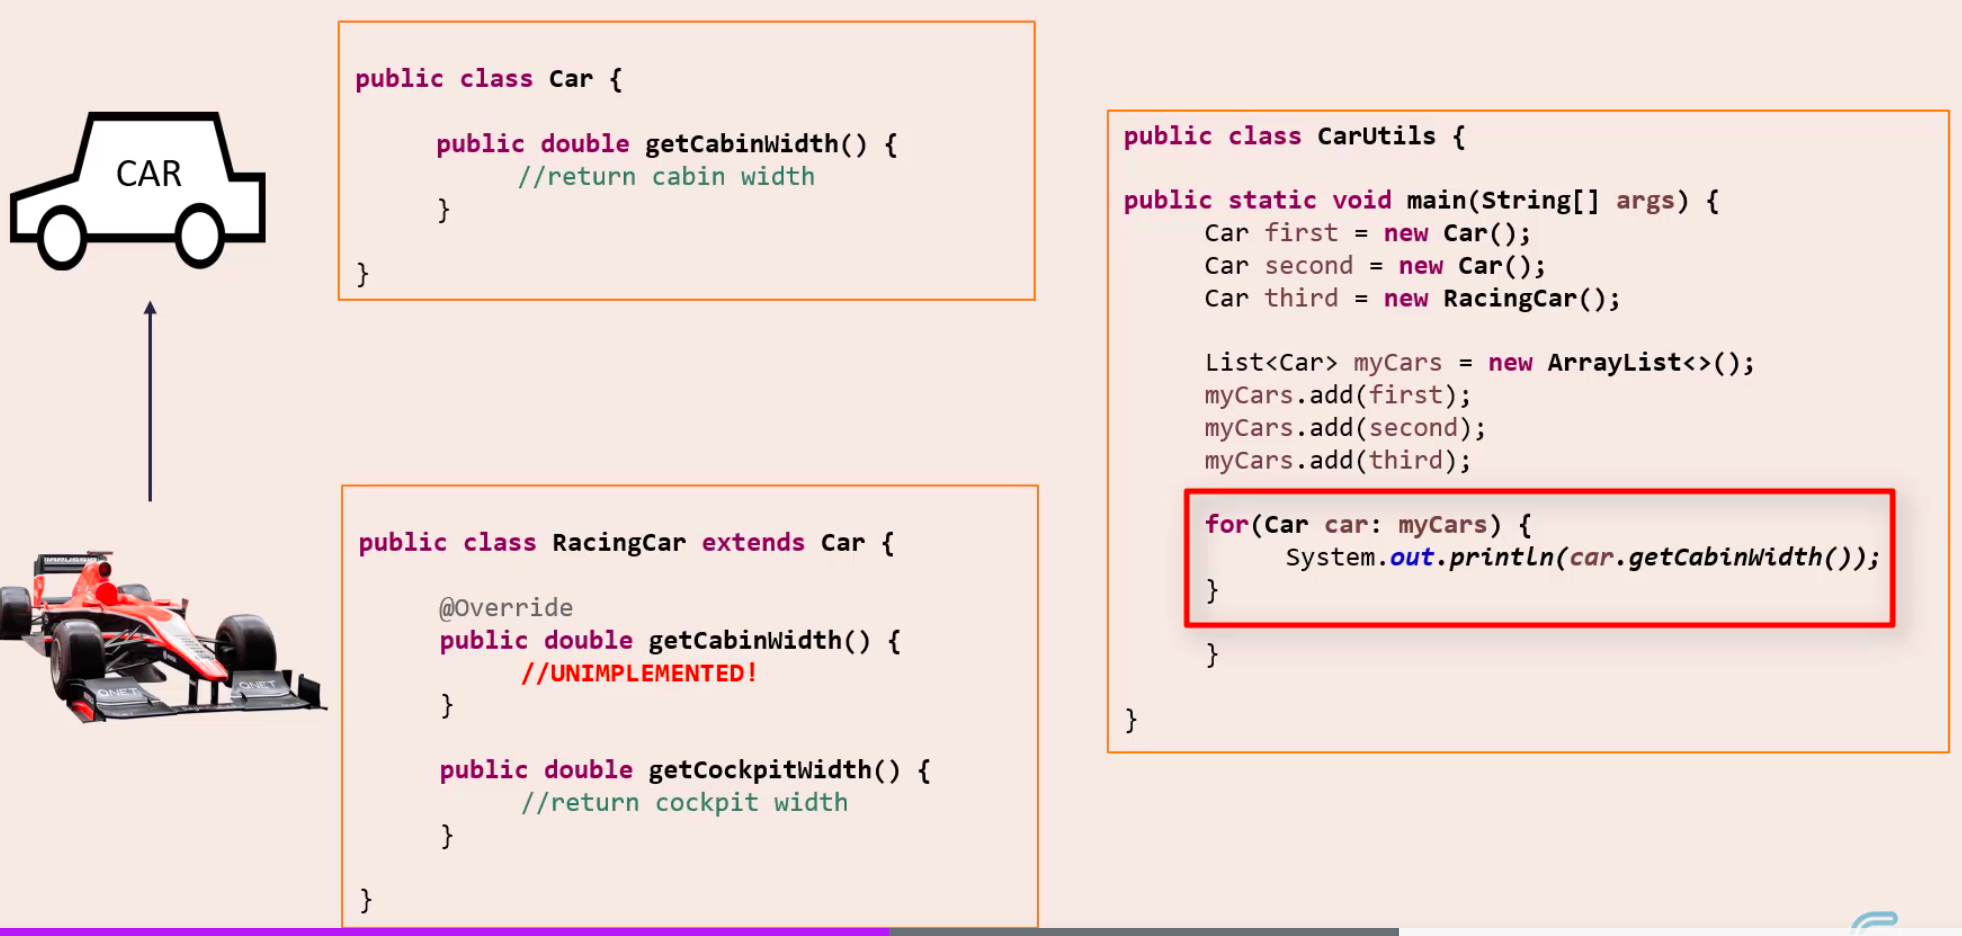 CAR
public class Car {
public double getCabinWidth() {
//return cabin width
}
}
public class RacingCar extends Car {
@Override
public double getCabinWidth() {
//UNIMPLEMENTED!
}
public double getCockpitWidth() {
//return cockpit width
}
}
QNET
QNET
public class CarUtils {
public static void main(String[] args) {
Car first = new Car();
Car second = new Car();
Car third = new RacingCar();
List<Car> myCars = new ArrayList<>();
myCars.add(first);
myCars.add(second);
myCars.add(third);
for(Car car: myCars) {
System.out.println(car.getCabinWidth());
}
}
}